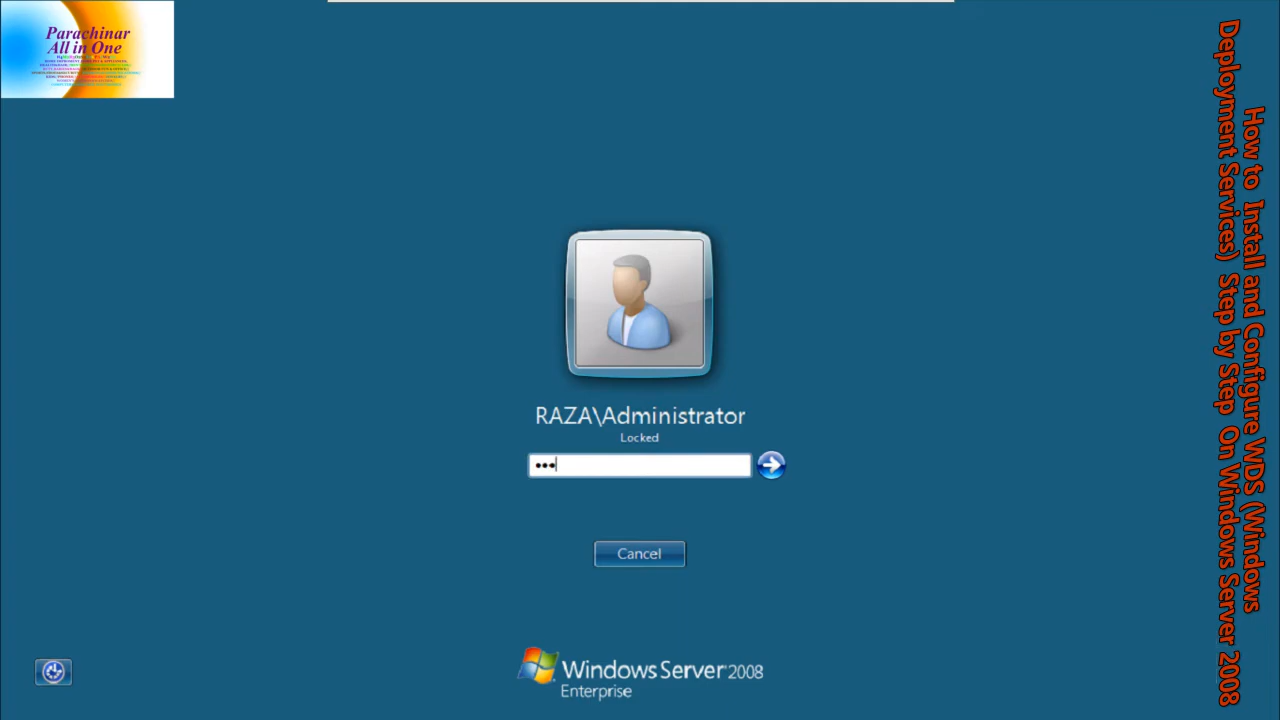 Parachinar
All in One
RAZA\Administrator
Locked
Cancel
Windows Server 2008
Enterprise
How to Install and Configure WDS (Windows
Deployment Services) Step by Step On Windows Server 2008